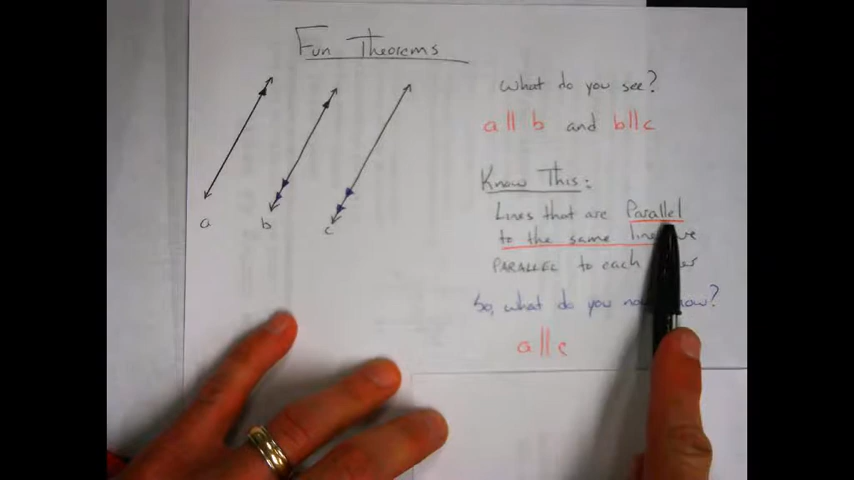 Fun Theorems
What do you see?
a || b and b || c
Know This:
Lines that are Parallel
to the same line
PARALLEL to each
So, what do you now
a || c
a
b
c